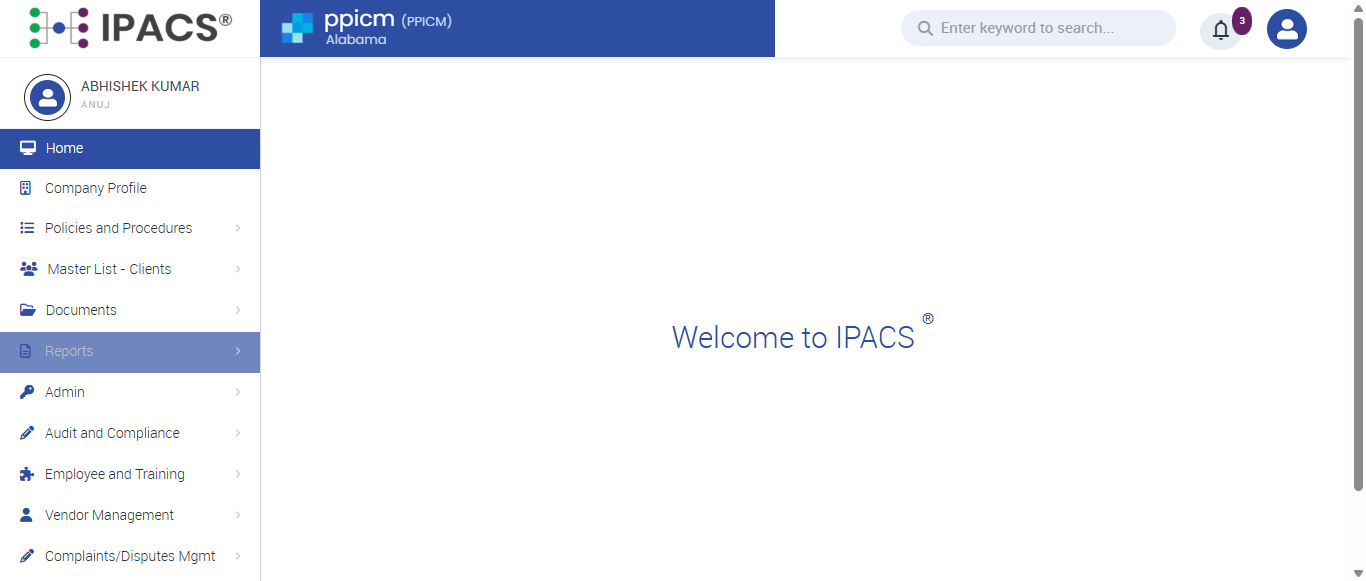 IPACS®
ppicm (PPICM)
Alabama
Enter keyword to search...
3
ABHISHEK KUMAR
ANUJ
Home
Company Profile
Policies and Procedures
Master List - Clients
Documents
Reports
Admin
Audit and Compliance
Employee and Training
Vendor Management
Complaints/Disputes Mgmt
Welcome to IPACS ®